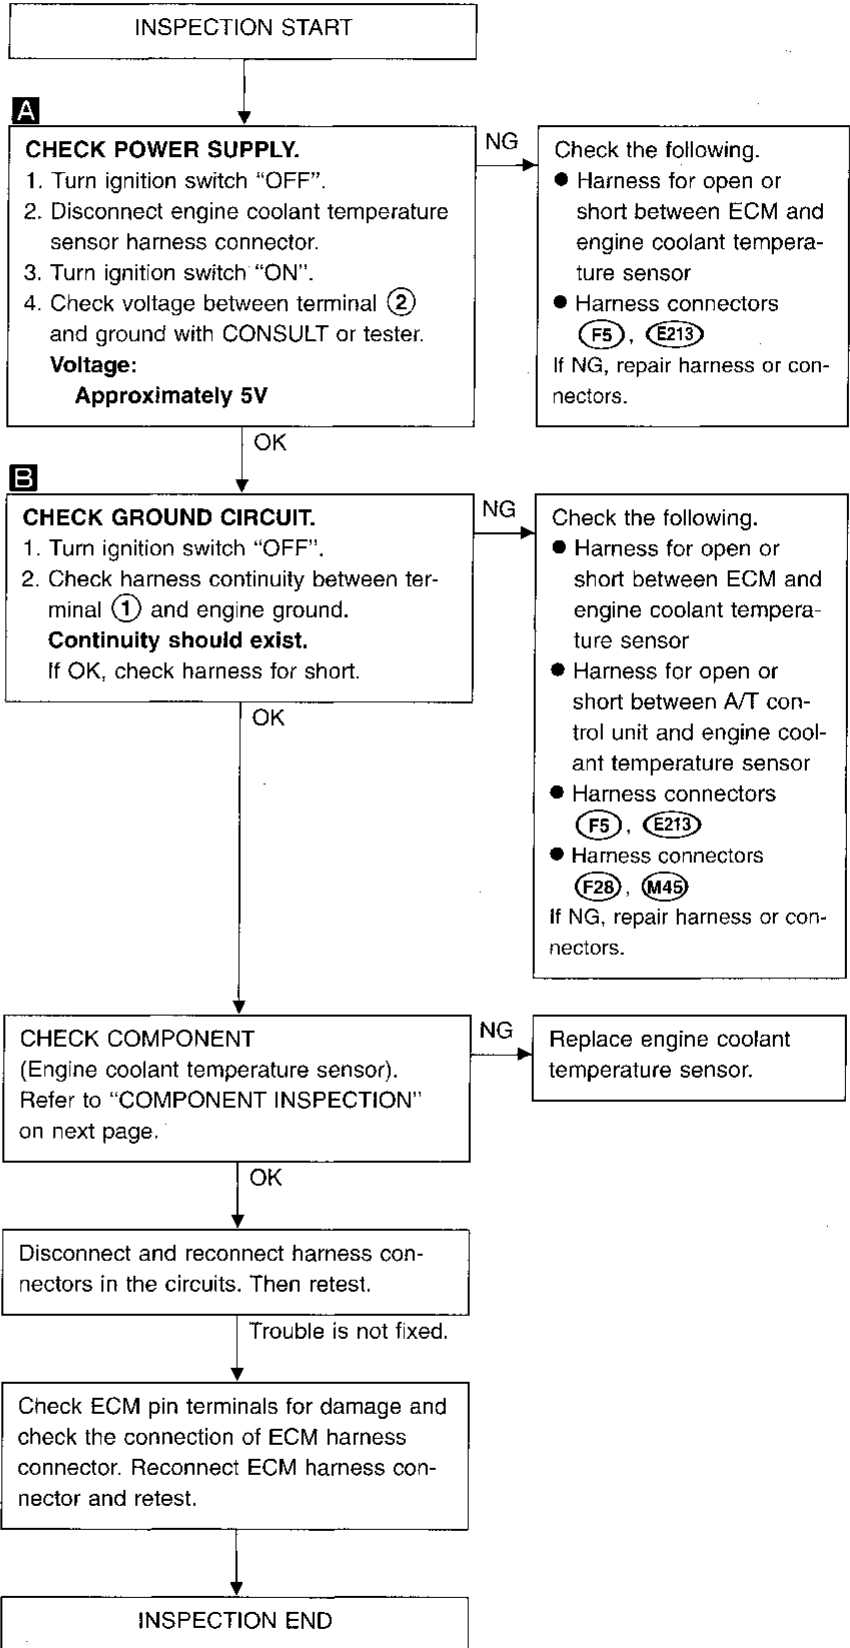 INSPECTION START
A
CHECK POWER SUPPLY.
1. Turn ignition switch “OFF”.
2. Disconnect engine coolant temperature
sensor harness connector.
3. Turn ignition switch “ON”.
4. Check voltage between terminal ②
and ground with CONSULT or tester.
Voltage:
Approximately 5V
NG
Check the following.
● Harness for open or
short between ECM and
engine coolant tempera-
ture sensor
● Harness connectors
F5, E213
If NG, repair harness or con-
nectors.
OK
B
CHECK GROUND CIRCUIT.
1. Turn ignition switch “OFF”.
2. Check harness continuity between ter-
minal ① and engine ground.
Continuity should exist.
If OK, check harness for short.
NG
Check the following.
● Harness for open or
short between ECM and
engine coolant tempera-
ture sensor
● Harness for open or
short between A/T con-
trol unit and engine cool-
ant temperature sensor
● Harness connectors
F5, E213
● Harness connectors
F28, M45
If NG, repair harness or con-
nectors.
OK
CHECK COMPONENT
(Engine coolant temperature sensor).
Refer to “COMPONENT INSPECTION”
on next page.
NG
Replace engine coolant
temperature sensor.
OK
Disconnect and reconnect harness con-
nectors in the circuits. Then retest.
Trouble is not fixed.
Check ECM pin terminals for damage and
check the connection of ECM harness
connector. Reconnect ECM harness con-
nector and retest.
INSPECTION END